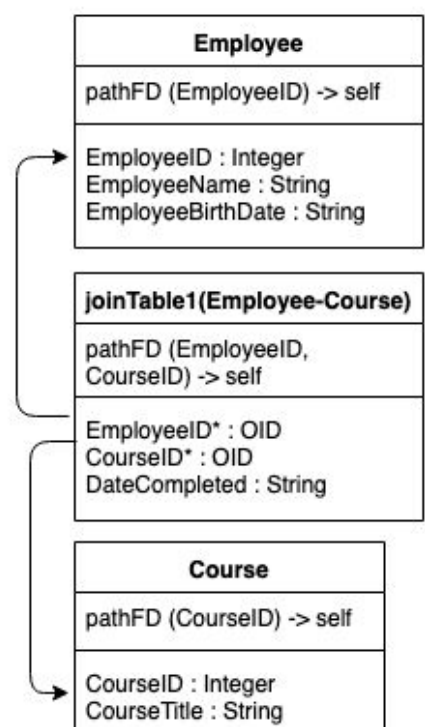 Employee
pathFD (EmployeeID) -> self
EmployeeID : Integer
EmployeeName : String
EmployeeBirthDate : String
joinTable1(Employee-Course)
pathFD (EmployeeID,
CourseID) -> self
EmployeeID* : OID
CourseID* : OID
DateCompleted : String
Course
pathFD (CourseID) -> self
CourseID : Integer
CourseTitle : String